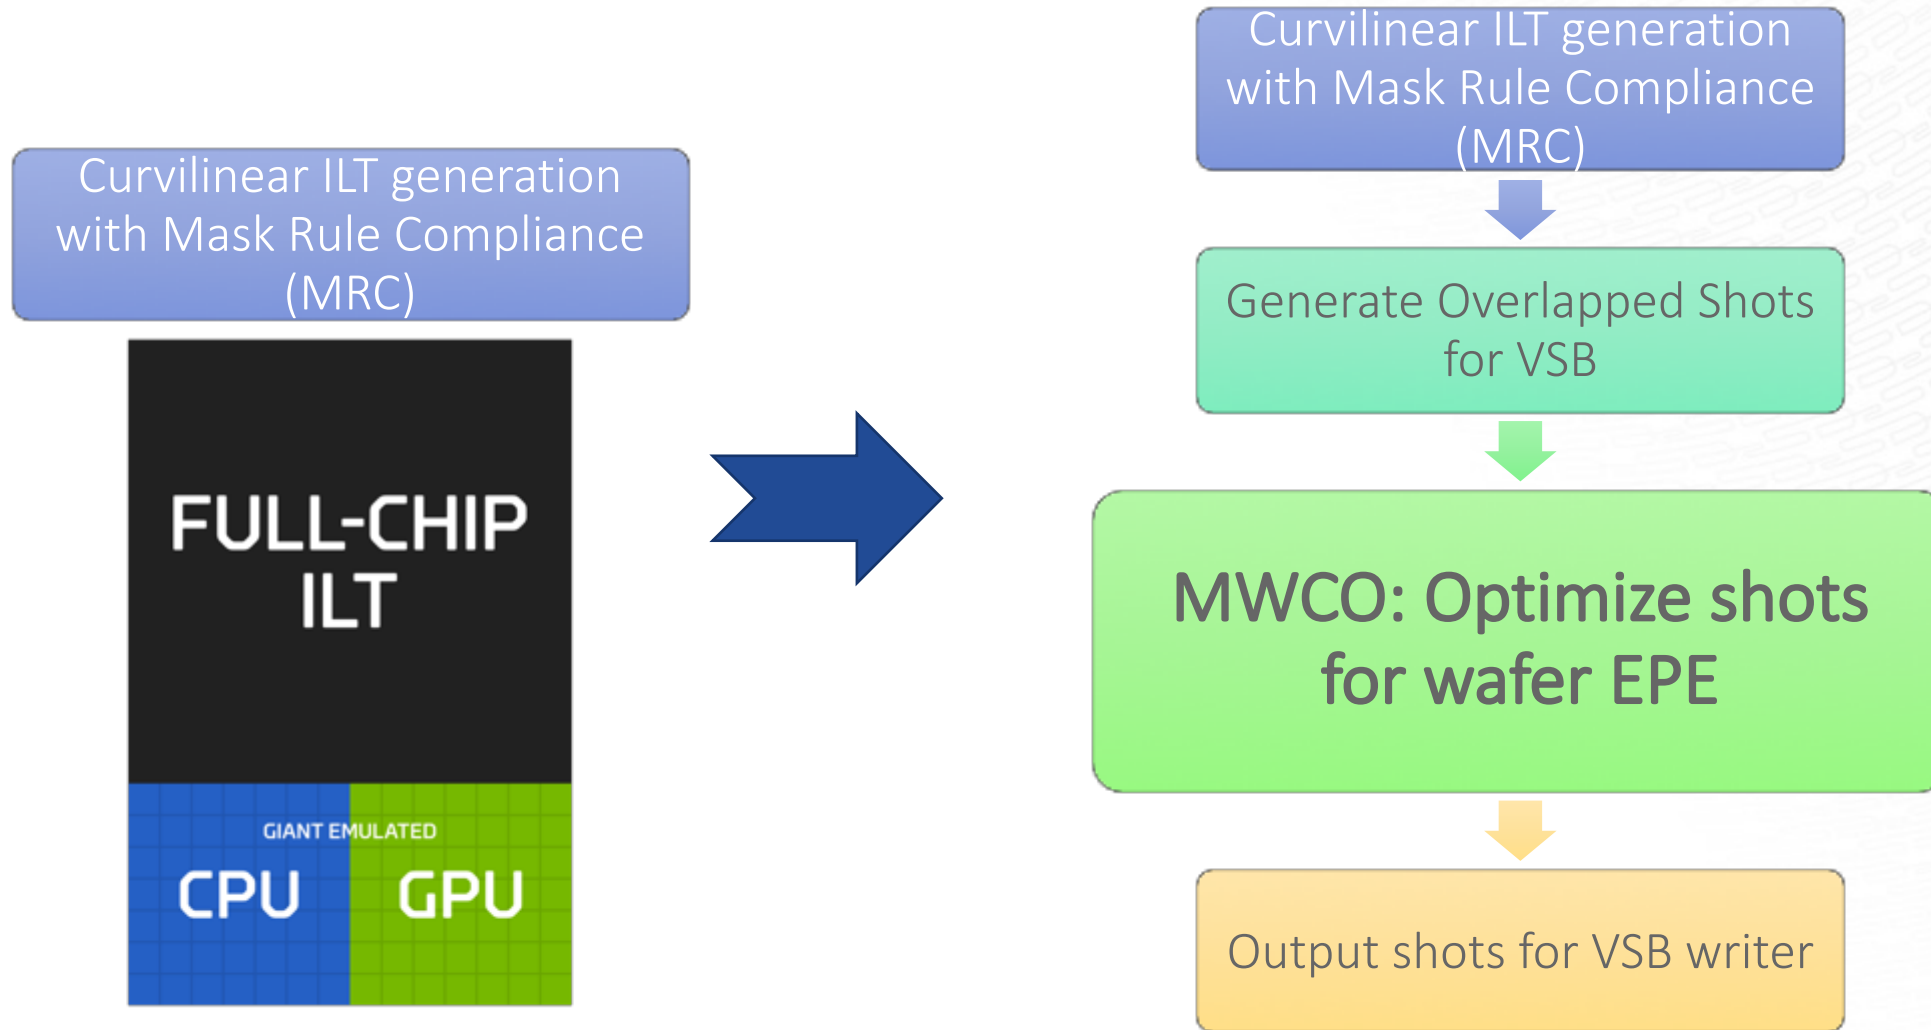 Curvilinear ILT generation
with Mask Rule Compliance
(MRC)
FULL-CHIP
ILT
GIANT EMULATED
CPU
GPU
Curvilinear ILT generation
with Mask Rule Compliance
(MRC)
Generate Overlapped Shots
for VSB
MWCO: Optimize shots
for wafer EPE
Output shots for VSB writer